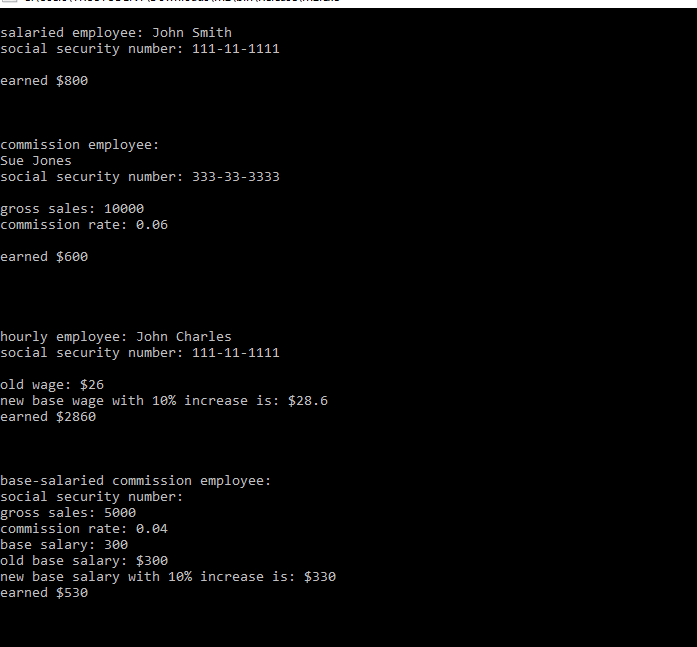 salaried employee: John Smith
social security number: 111-11-1111
earned $800
commission employee:
Sue Jones
social security number: 333-33-3333
gross sales: 10000
commission rate: 0.06
earned $600
hourly employee: John Charles
social security number: 111-11-1111
old wage: $26
new base wage with 10% increase is: $28.6
earned $2860
base-salaried commission employee:
social security number:
gross sales: 5000
commission rate: 0.04
base salary: 300
old base salary: $300
new base salary with 10% increase is: $330
earned $530